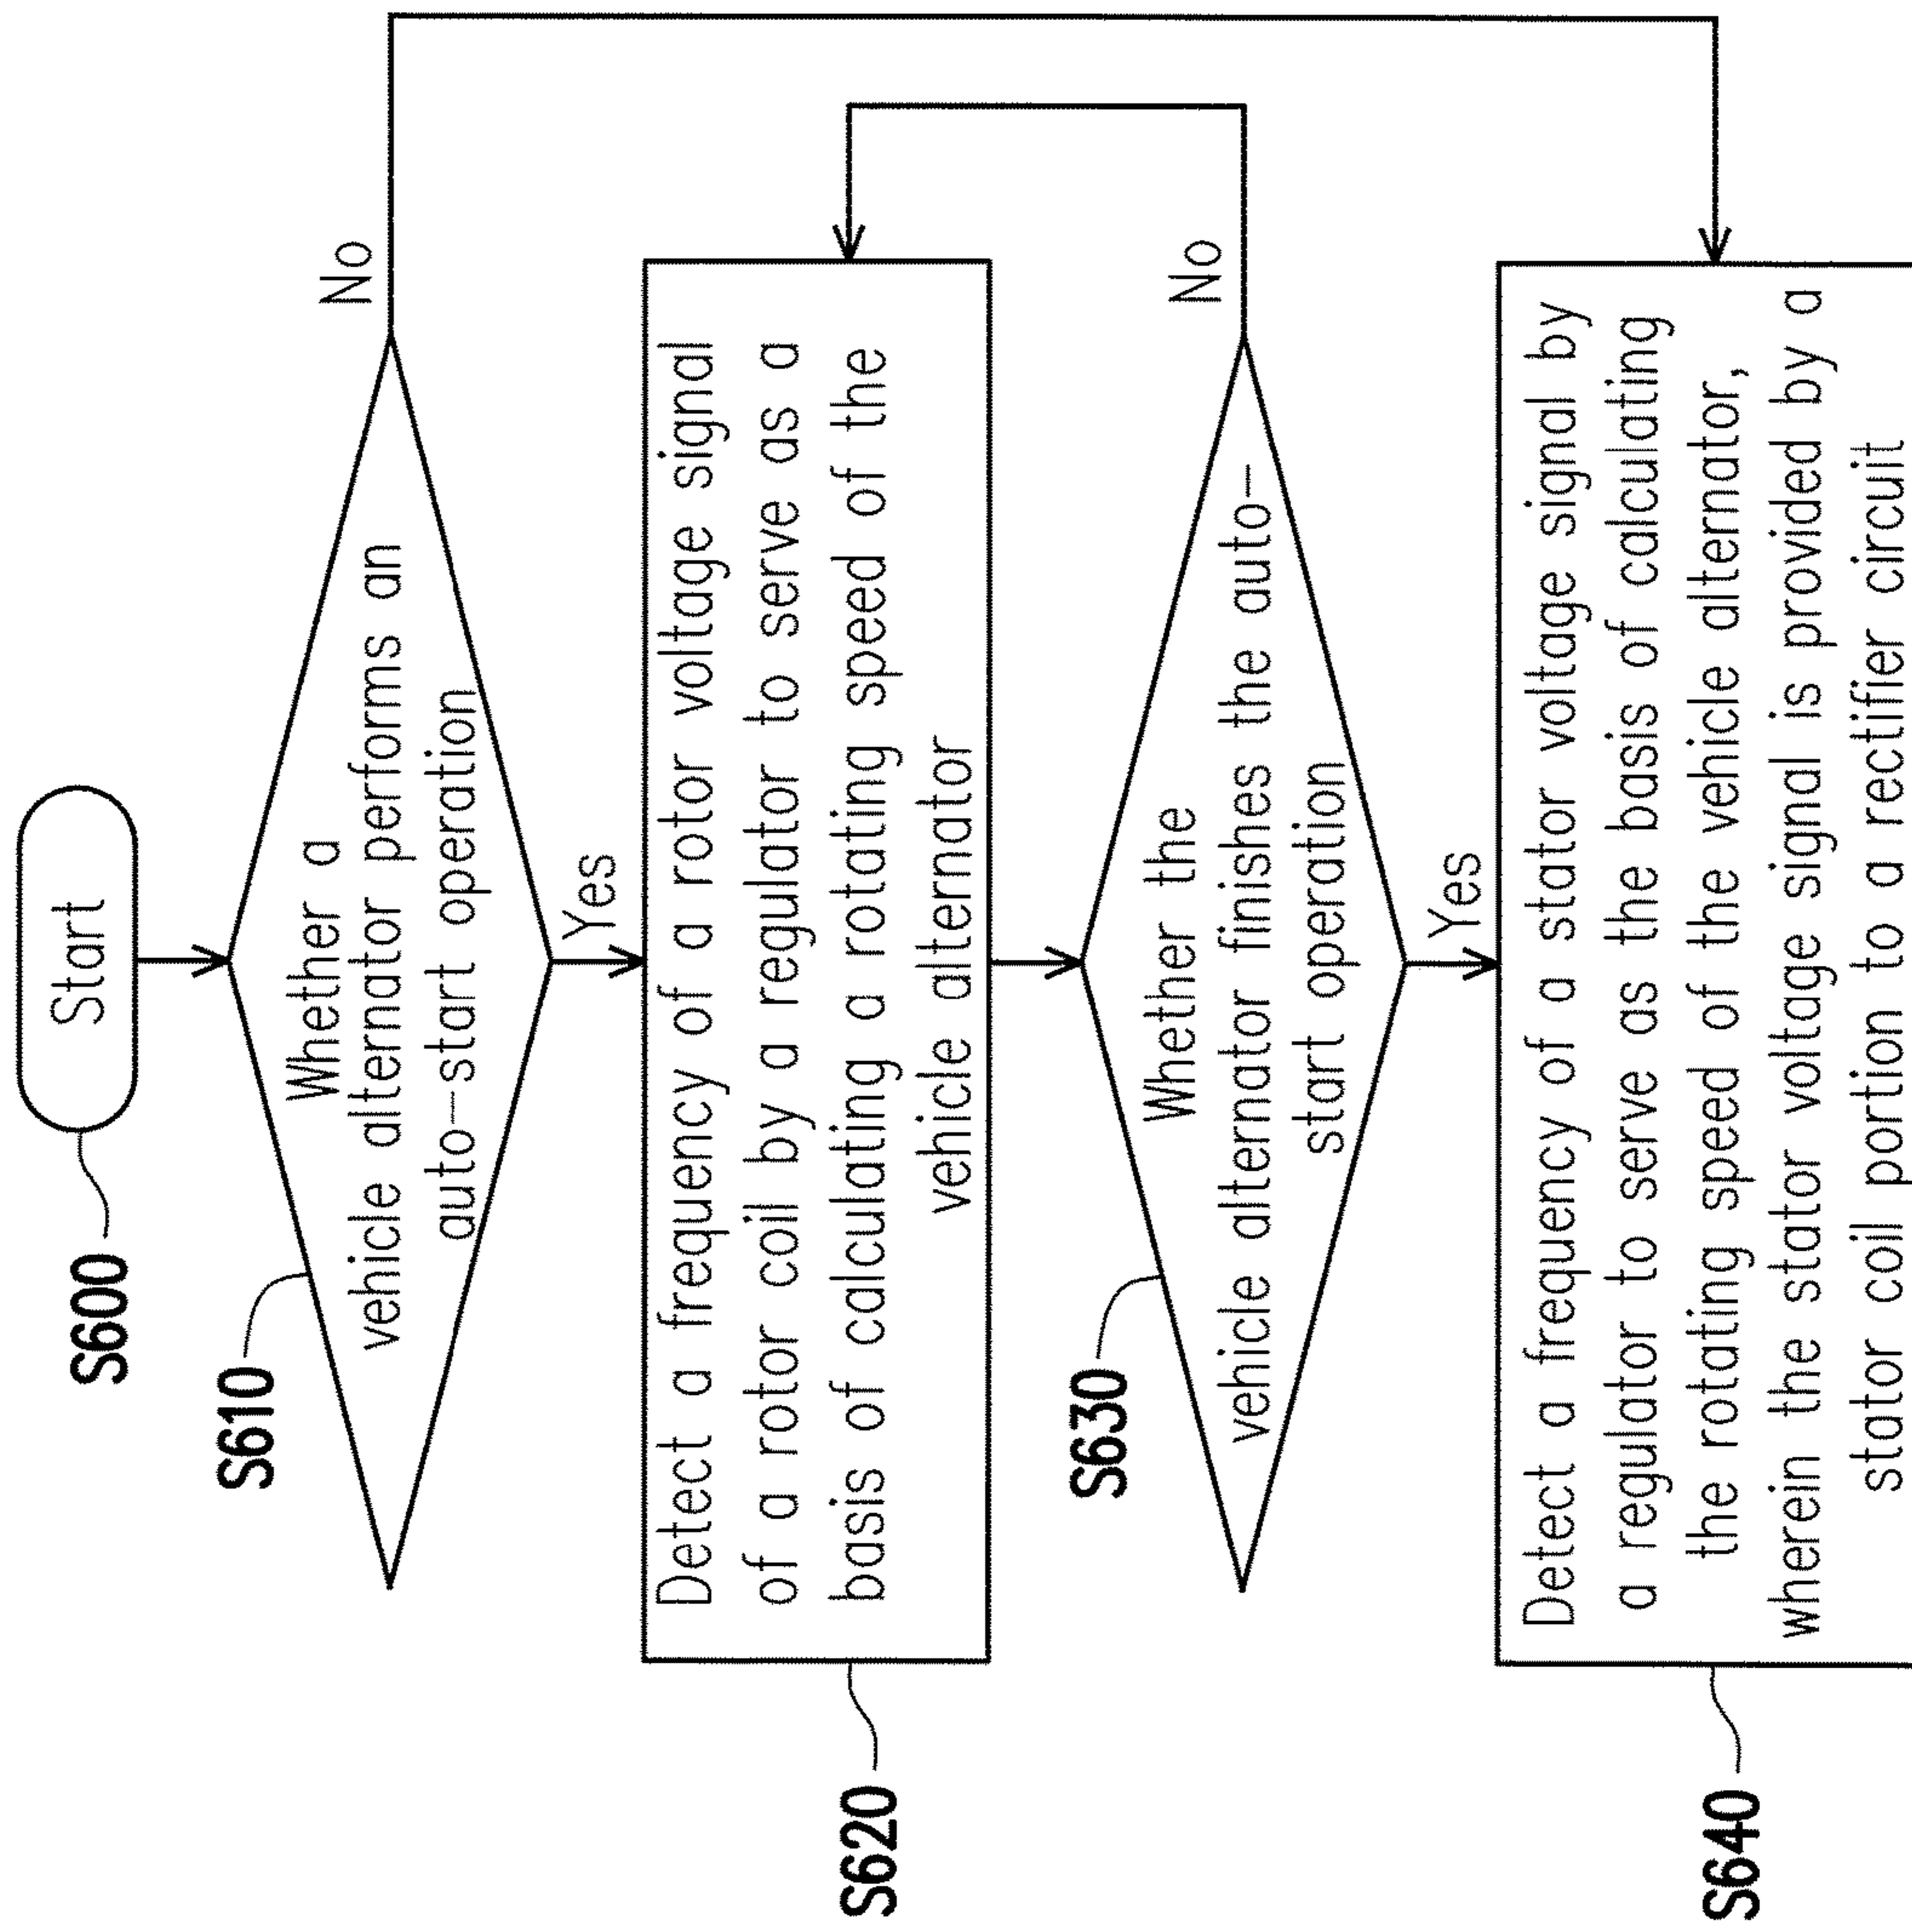 Start
S600
Whether a
vehicle alternator performs an
auto-start operation
S610
No
Yes
Detect a frequency of a rotor voltage signal
of a rotor coil by a regulator to serve as a
basis of calculating a rotating speed of the
vehicle alternator
S620
Whether the
vehicle alternator finishes the auto-
start operation
S630
No
Yes
Detect a frequency of a stator voltage signal by
a regulator to serve as the basis of calculating
the rotating speed of the vehicle alternator,
wherein the stator voltage signal is provided by a
stator coil portion to a rectifier circuit
S640